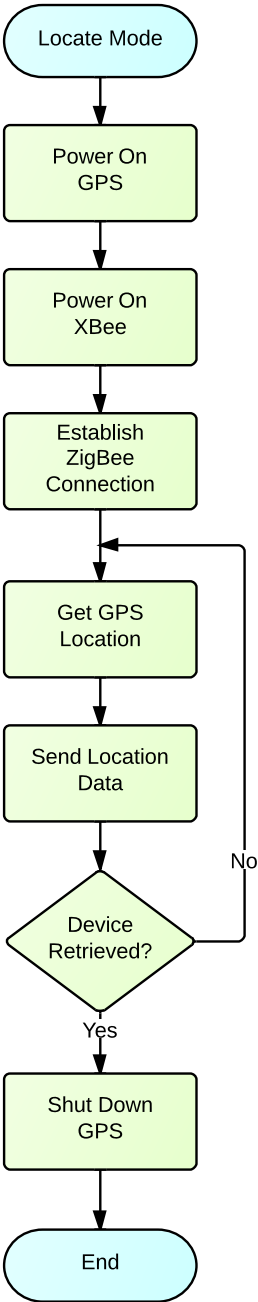 Locate Mode
Power On
GPS
Power On
XBee
Establish
ZigBee
Connection
Get GPS
Location
Send Location
Data
No
Device
Retrieved?
Yes
Shut Down
GPS
End